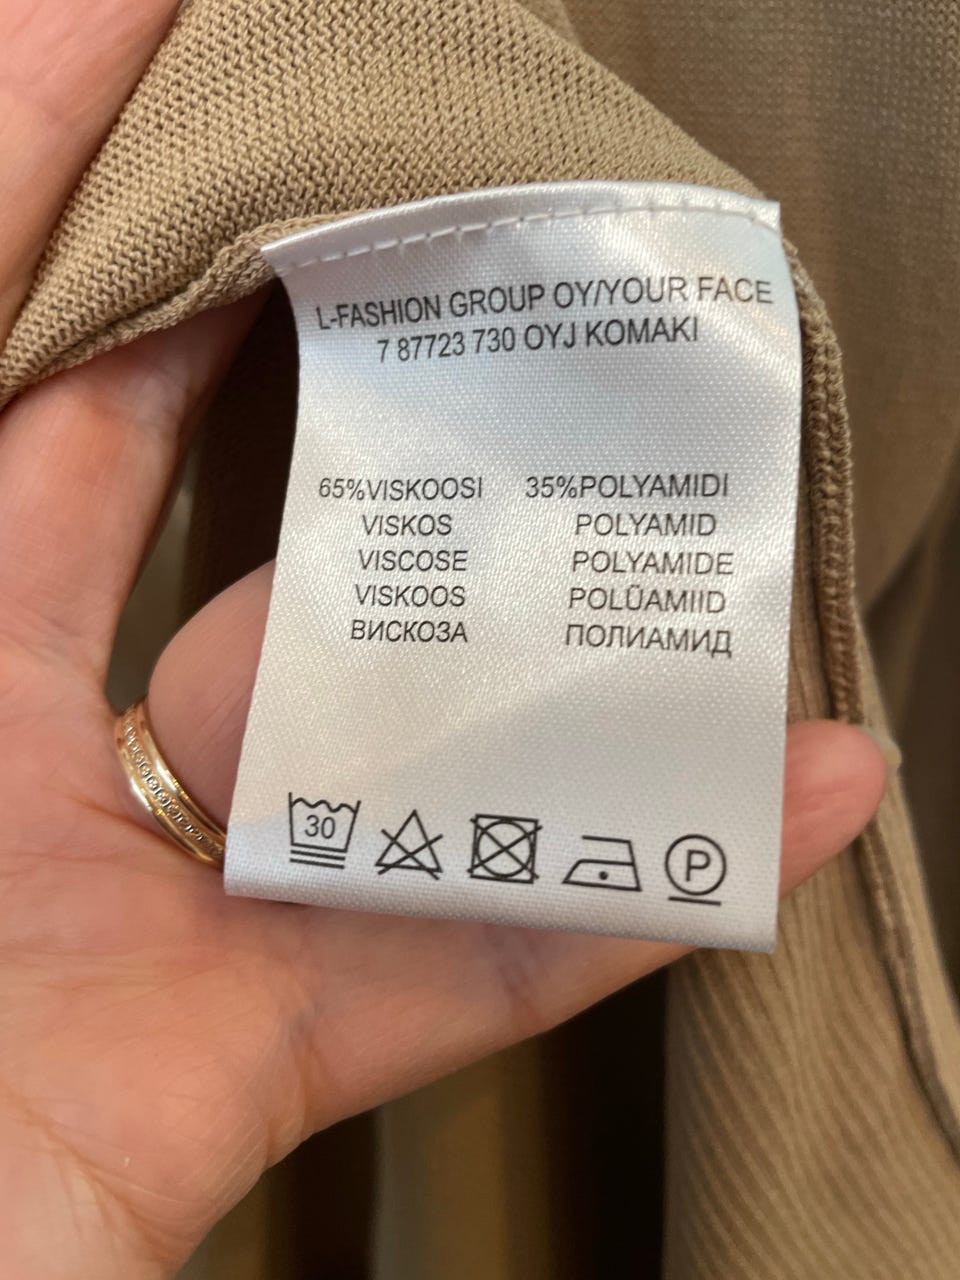 L-FASHION GROUP OY/YOUR FACE
7 87723 730 OYJ KOMAKI
65%VISKOOSI 35%POLYAMIDI
VISKOS POLYAMID
VISCOSE POLYAMIDE
VISKOOS POLÜAMIID
ВИСКОЗА ПОЛИАМИД
30 P